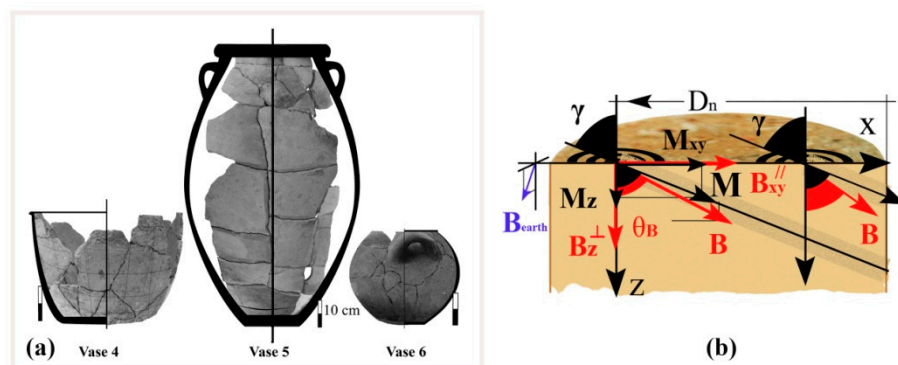 10 cm
(a)
Vase 4
Vase 5
Vase 6
Dn
γ
γ
X
Mxy
Bearth
Mz
M
B//xy
Bz⊥
θB
B
B
Z
(b)